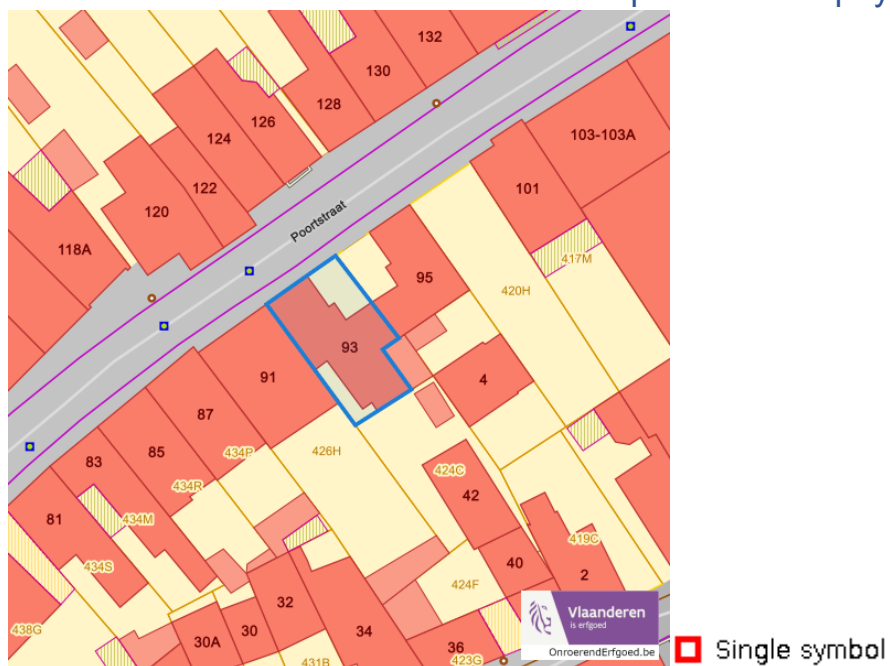 132
130
128
126
124
122
120
118A
103-103A
101
Poortstraat
417M
95
420H
93
91
4
87
434P
426H
85
434R
83
424C
42
81
434M
419C
434S
40
2
424F
32
438G
30A
30
34
36
431B
423G
Vlaanderen
is erfgoed
OnroerendErfgoed.be
Single symbol